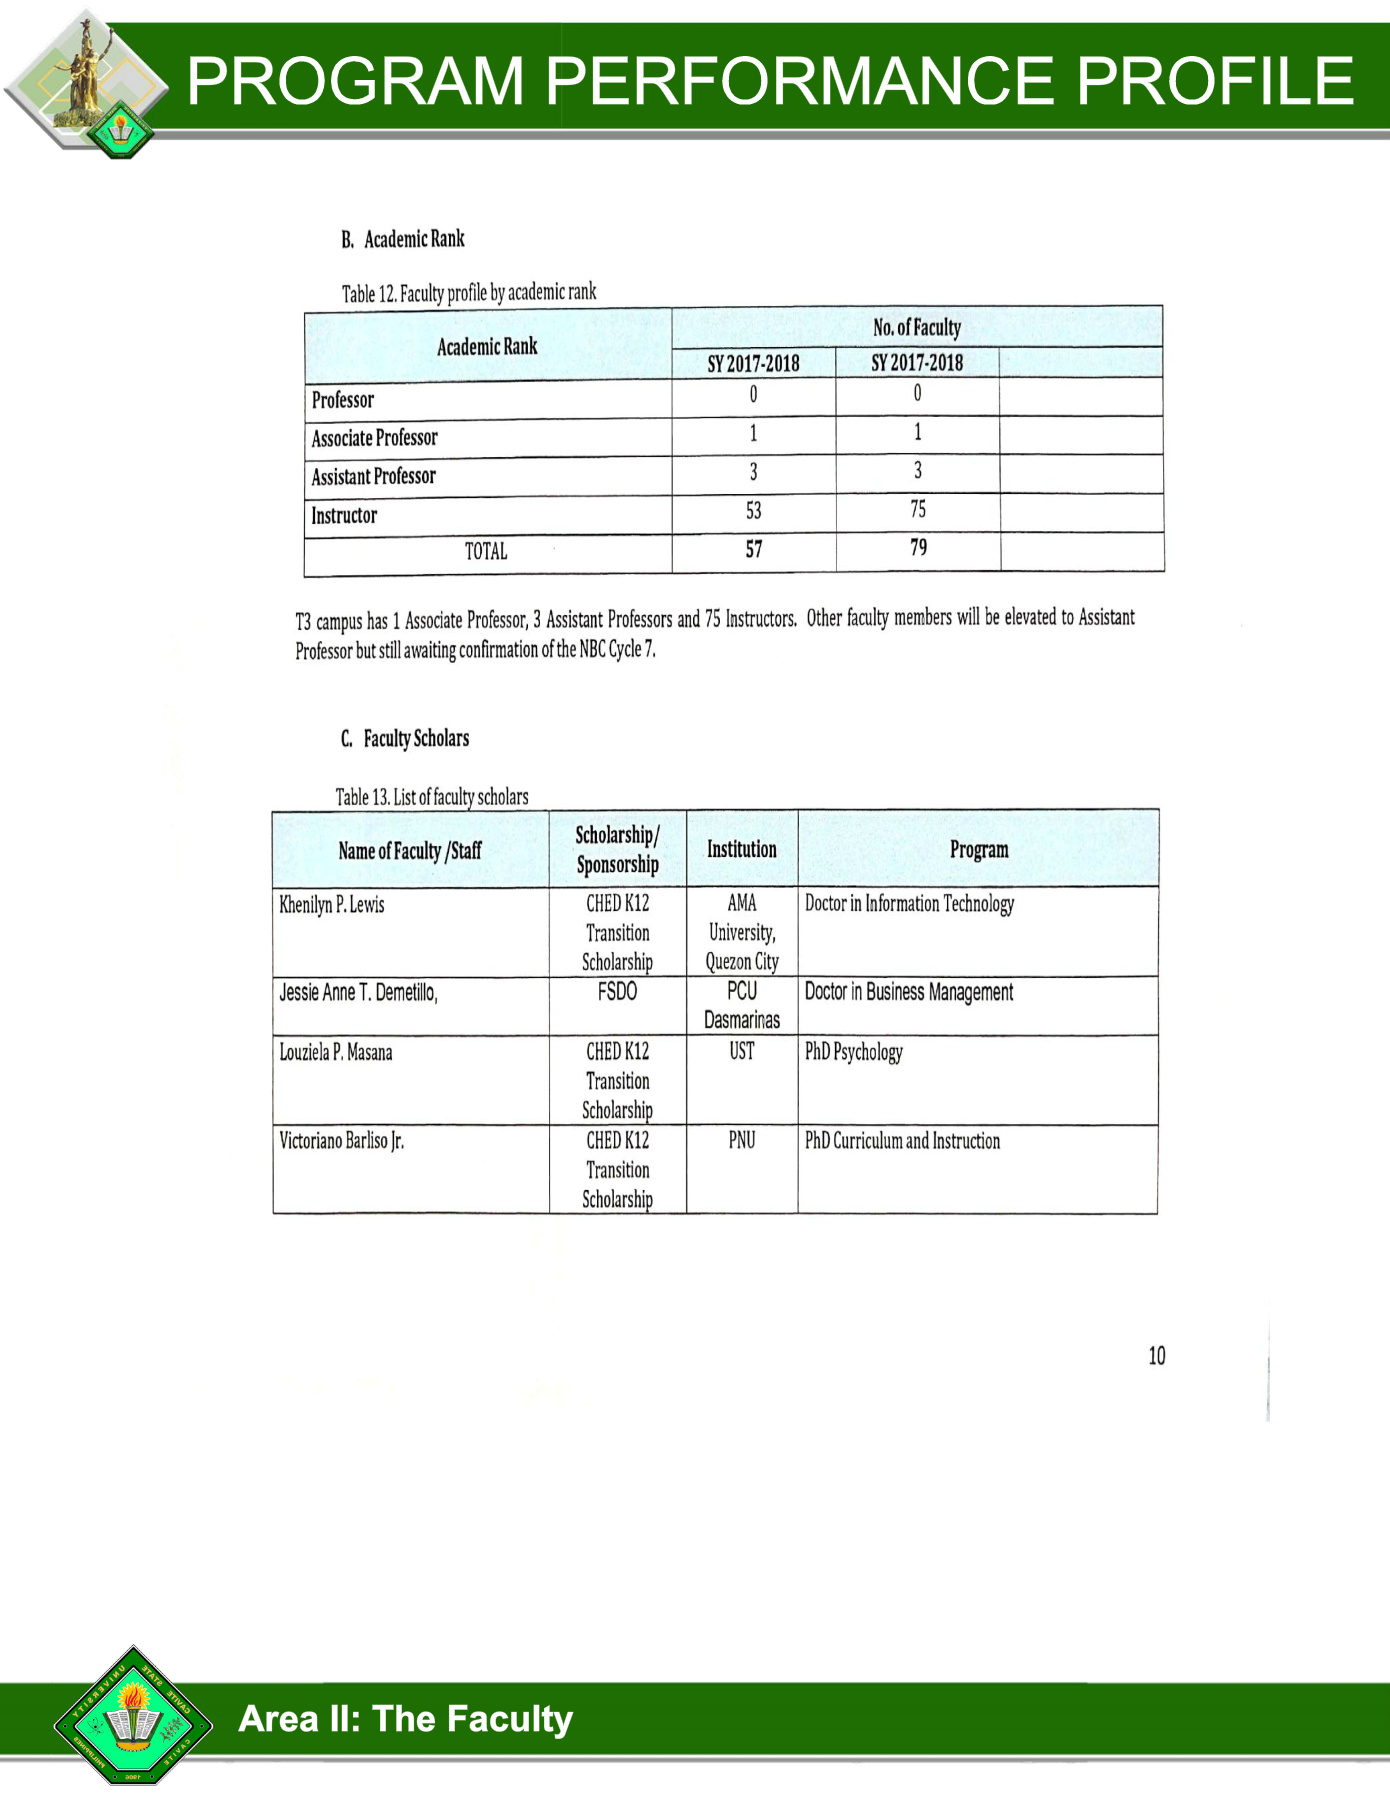 PROGRAM PERFORMANCE PROFILE
B. Academic Rank
Table 12. Faculty profile by academic rank
Academic Rank
No. of Faculty
SY 2017-2018 SY 2017-2018
Professor 0 0
Associate Professor 1 1
Assistant Professor 3 3
Instructor 53 75
TOTAL 57 79
T3 campus has 1 Associate Professor, 3 Assistant Professors and 75 Instructors. Other faculty members will be elevated to Assistant
Professor but still awaiting confirmation of the NBC Cycle 7.
C. Faculty Scholars
Table 13. List of faculty scholars
Name of Faculty /Staff
Scholarship/
Sponsorship
Institution
Program
Khenilyn P. Lewis
CHED K12
Transition
Scholarship
AMA
University,
Quezon City
Doctor in Information Technology
Jessie Anne T. Demetillo,
FSDO
PCU
Dasmarinas
Doctor in Business Management
Louziela P. Masana
CHED K12
Transition
Scholarship
UST
PhD Psychology
Victoriano Barliso Jr.
CHED K12
Transition
Scholarship
PNU
PhD Curriculum and Instruction
10
CAVITE STATE UNIVERSITY
CAVITE
PHILIPPINES
1906
Area II: The Faculty